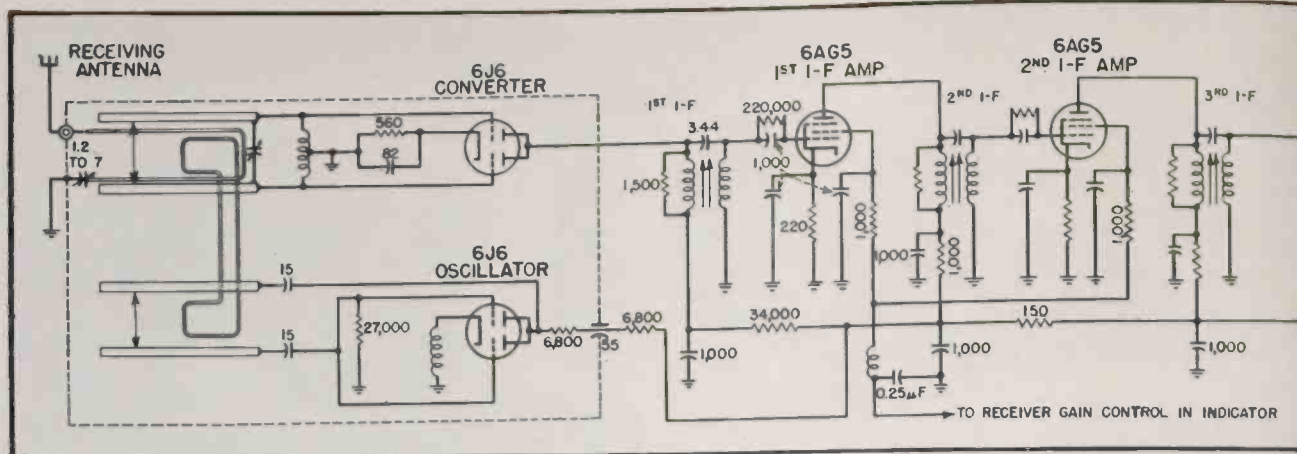 RECEIVING
ANTENNA
1.2
TO 7
6J6
CONVERTER
560
82
6J6
OSCILLATOR
15
15
27,000
6,800
55
6,800
1ST I-F
1,500
3.44
220,000
1,000
6AG5
1ST I-F AMP
220
1,000
34,000
1,000
2ND I-F
1,000
1,000
6AG5
2ND I-F AMP
1,000
150
3RD I-F
1,000
1,000
0.25μF
TO RECEIVER GAIN CONTROL IN INDICATOR